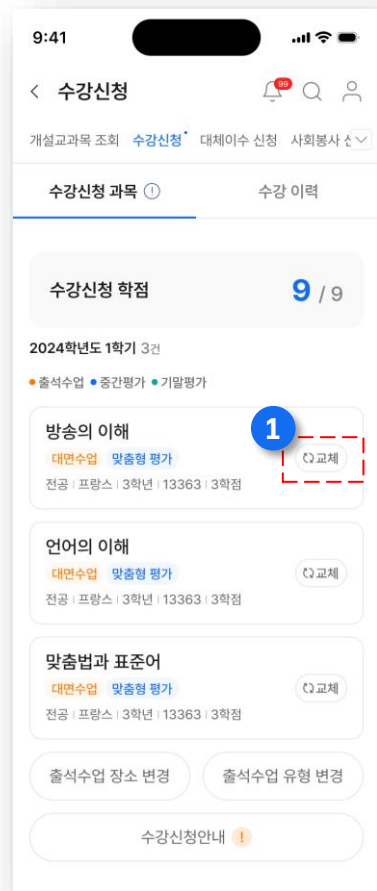 9:41
수강신청
99
개설교과목 조회 수강신청 대체이수 신청 사회봉사
수강신청 과목 수강 이력
수강신청 학점 9 / 9
2024학년도 1학기 3건
출석수업 중간평가 기말평가
방송의 이해
1
대면수업 맞춤형 평가
교체
전공 | 프랑스 | 3학년 | 13363 | 3학점
언어의 이해
대면수업 맞춤형 평가
교체
전공 | 프랑스 | 3학년 | 13363 | 3학점
맞춤법과 표준어
대면수업 맞춤형 평가
교체
전공 | 프랑스 | 3학년 | 13363 | 3학점
출석수업 장소 변경 출석수업 유형 변경
수강신청안내 !